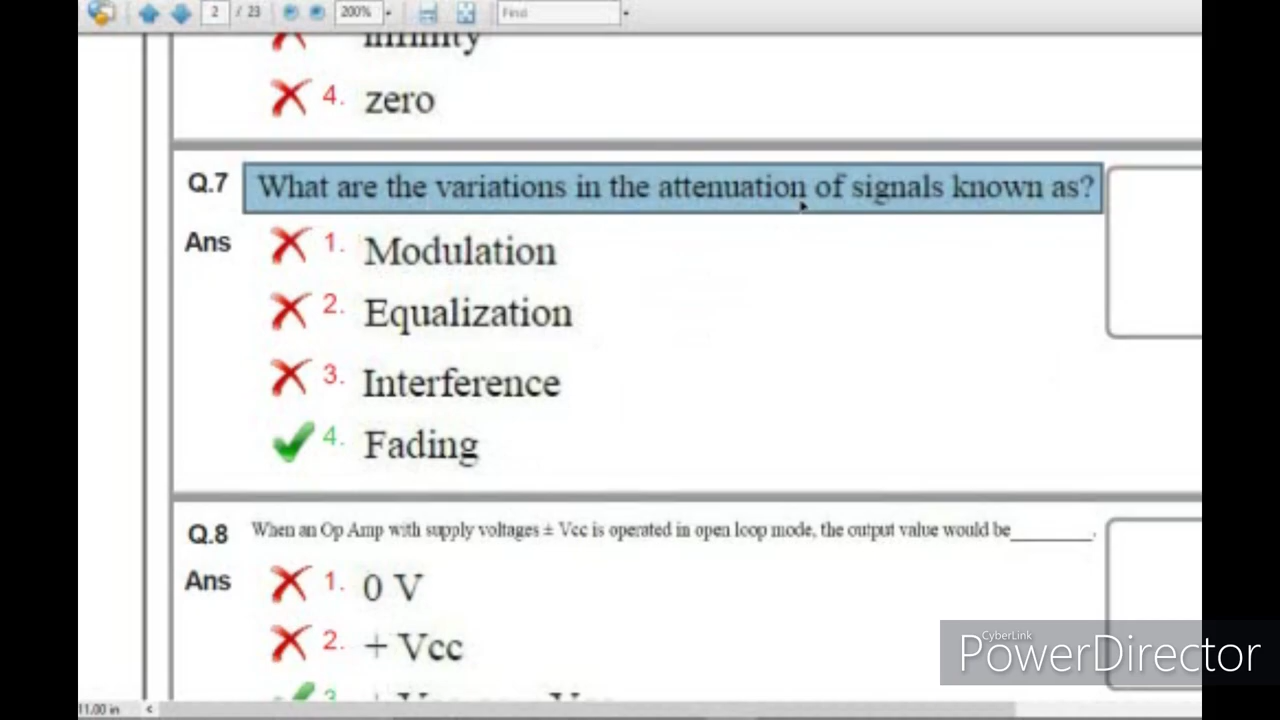 2 / 23 200% Find
infinity
4. zero
Q.7 What are the variations in the attenuation of signals known as?
Ans 1. Modulation
2. Equalization
3. Interference
4. Fading
Q.8 When an Op Amp with supply voltages ± Vcc is operated in open loop mode, the output value would be________.
Ans 1. 0 V
2. + Vcc
3.
CyberLink
PowerDirector
11.00 in